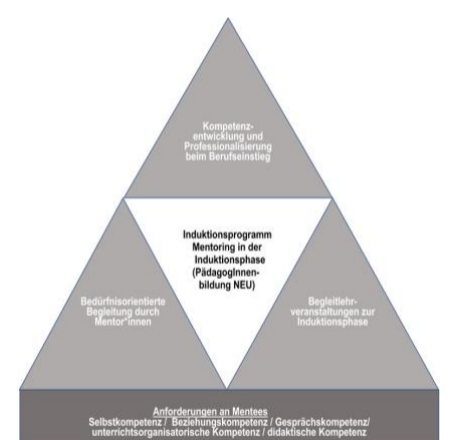 Kompetenz-
entwicklung und
Professionalisierung
beim Berufseinstieg
Induktionsprogramm
Mentoring in der
Induktionsphase
(PädagogInnen-
bildung NEU)
Bedürfnisorientierte
Begleitung durch
Mentor*innen
Begleitlehr-
veranstaltungen zur
Induktionsphase
Anforderungen an Mentees
Selbstkompetenz / Beziehungskompetenz / Gesprächskompetenz/
unterrichtsorganisatorische Kompetenz / didaktische Kompetenz